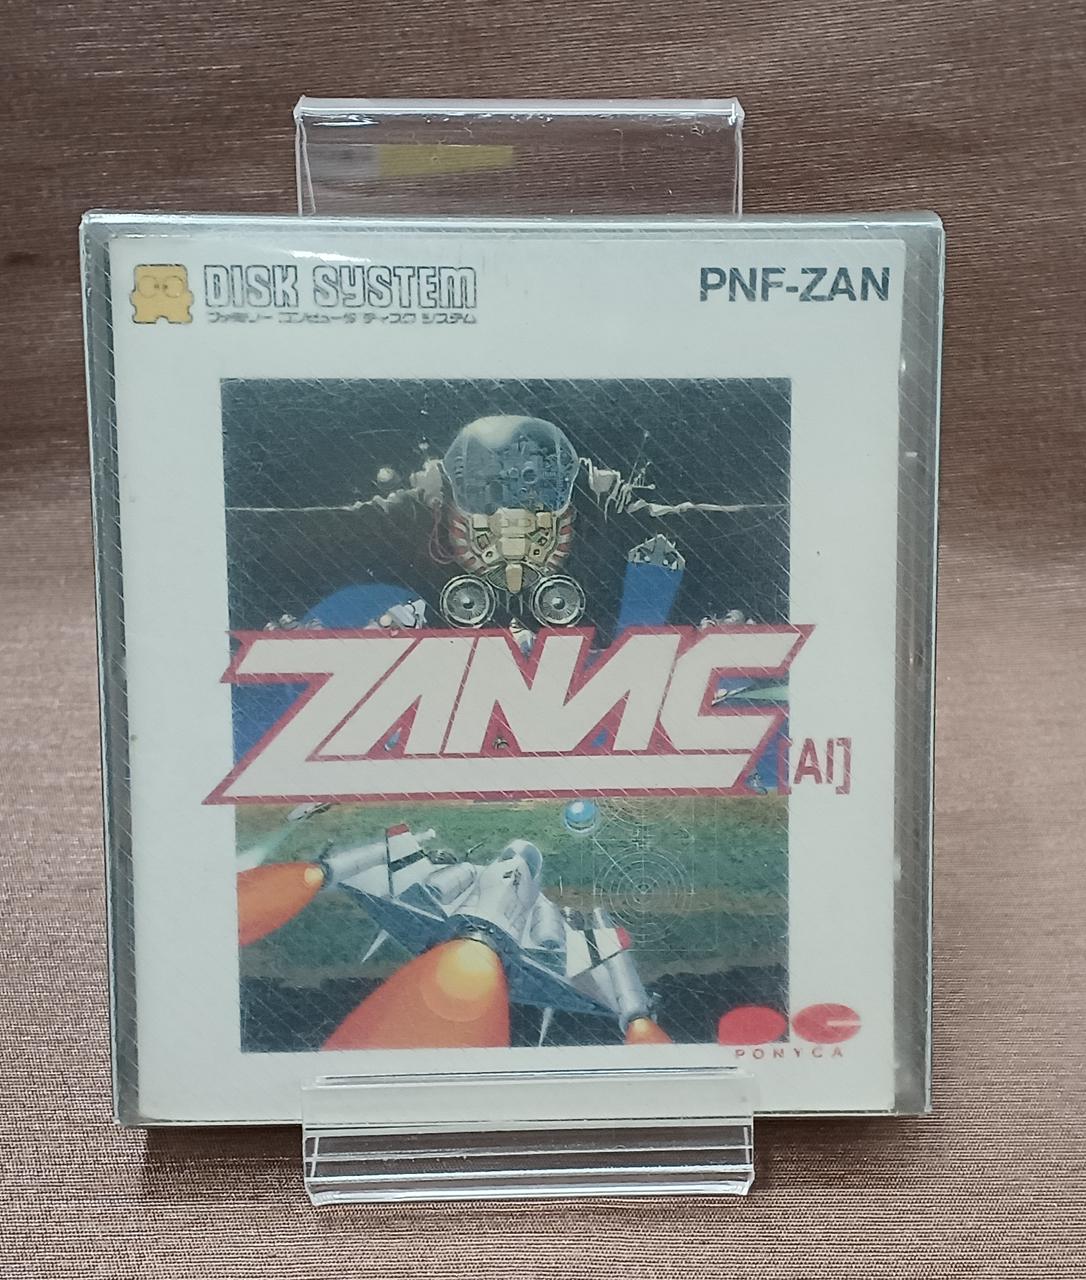 DISK SYSTEM
ファミリー コンピュータ ディスク システム
PNF-ZAN
ZANAC
[AI]
PONYCA